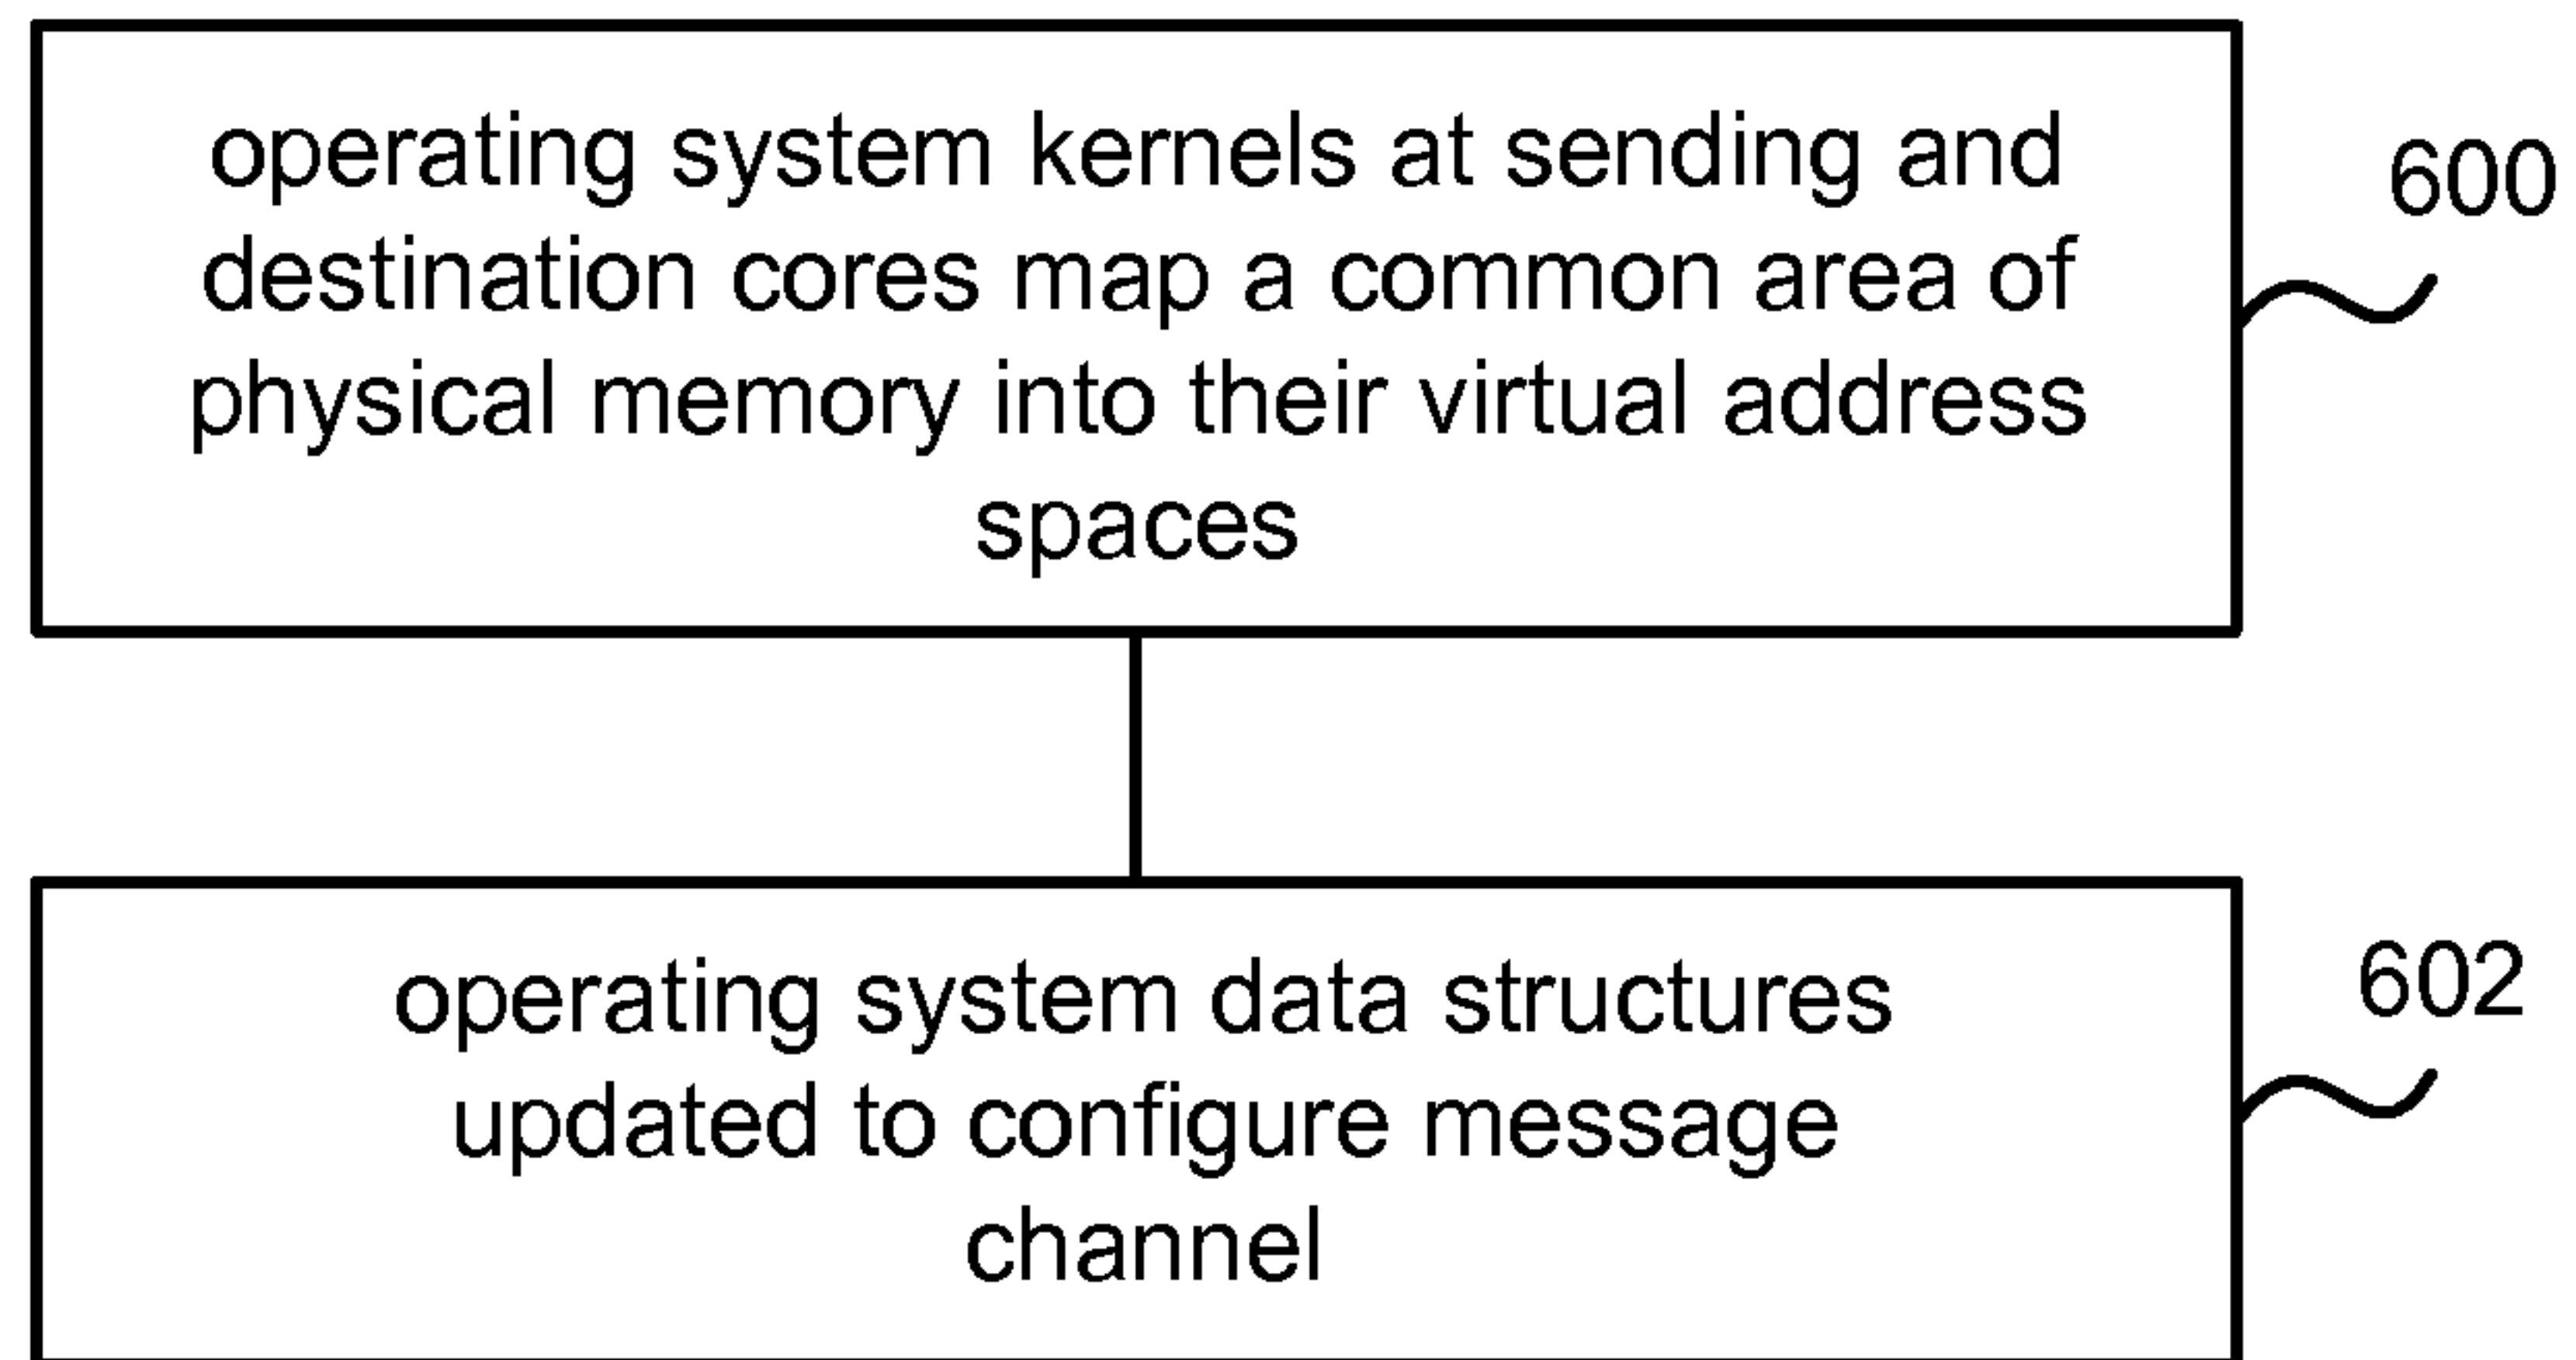 operating system kernels at sending and
destination cores map a common area of
physical memory into their virtual address
spaces
600
operating system data structures
updated to configure message
channel
602